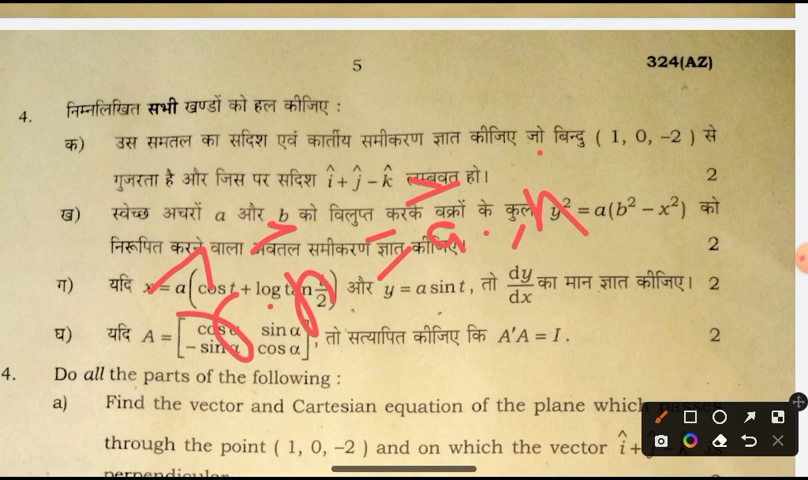 5
324(AZ)
4. निम्नलिखित सभी खण्डों को हल कीजिए :
क) उस समतल का सदिश एवं कार्तीय समीकरण ज्ञात कीजिए जो बिन्दु ( 1, 0, –2 ) से
गुजरता है और जिस पर सदिश î + ĵ – k̂ लम्बवत हो। 2
ख) स्वेच्छ अचरों a और b को विलुप्त करके वक्रों के कुल y² = a(b² – x²) को
निरूपित करने वाला अवतल समीकरण ज्ञात कीजिए। 2
ग) यदि x = a(cos t + log tan t/2) और y = a sin t, तो dy/dx का मान ज्ञात कीजिए। 2
घ) यदि A = [cos α sin α; – sin α cos α], तो सत्यापित कीजिए कि A′A = I. 2
r⃗ · n⃗ = a⃗ · n⃗
4. Do all the parts of the following :
a) Find the vector and Cartesian equation of the plane which passes
through the point ( 1, 0, –2 ) and on which the vector î +